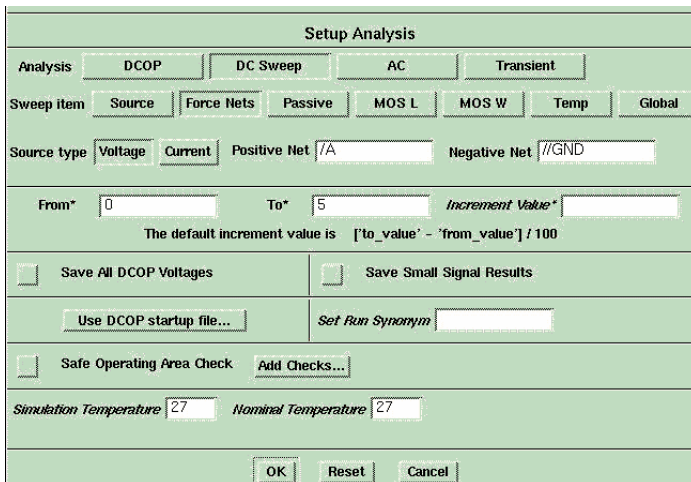 Setup Analysis
Analysis DCOP DC Sweep AC Transient
Sweep item Source Force Nets Passive MOS L MOS W Temp Global
Source type Voltage Current Positive Net /A Negative Net //GND
From* 0 To* 5 Increment Value*
The default increment value is ['to_value' - 'from_value'] / 100
Save All DCOP Voltages Save Small Signal Results
Use DCOP startup file... Set Run Synonym
Safe Operating Area Check Add Checks...
Simulation Temperature 27 Nominal Temperature 27
OK Reset Cancel